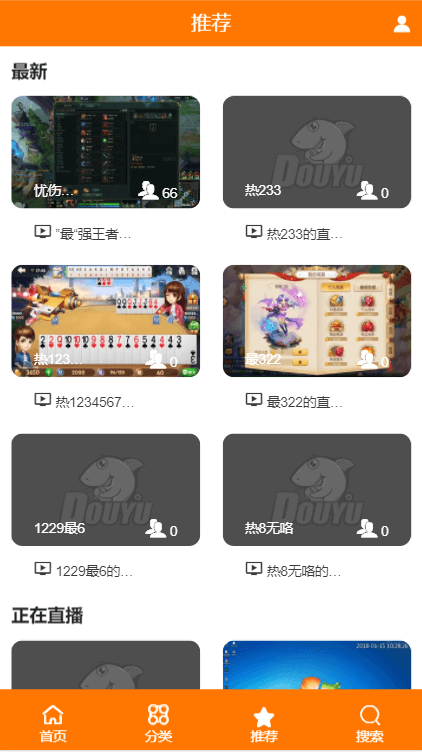 推荐
最新
忧伤...
66
热233
0
"最"强王者...
热233的直...
热123...
0
最322
0
热1234567...
最322的直...
DOUYU
1229最6
0
DOUYU
热8无咯
0
1229最6的...
热8无咯的...
正在直播
2018-01-15 10:28:26
首页
分类
推荐
搜索